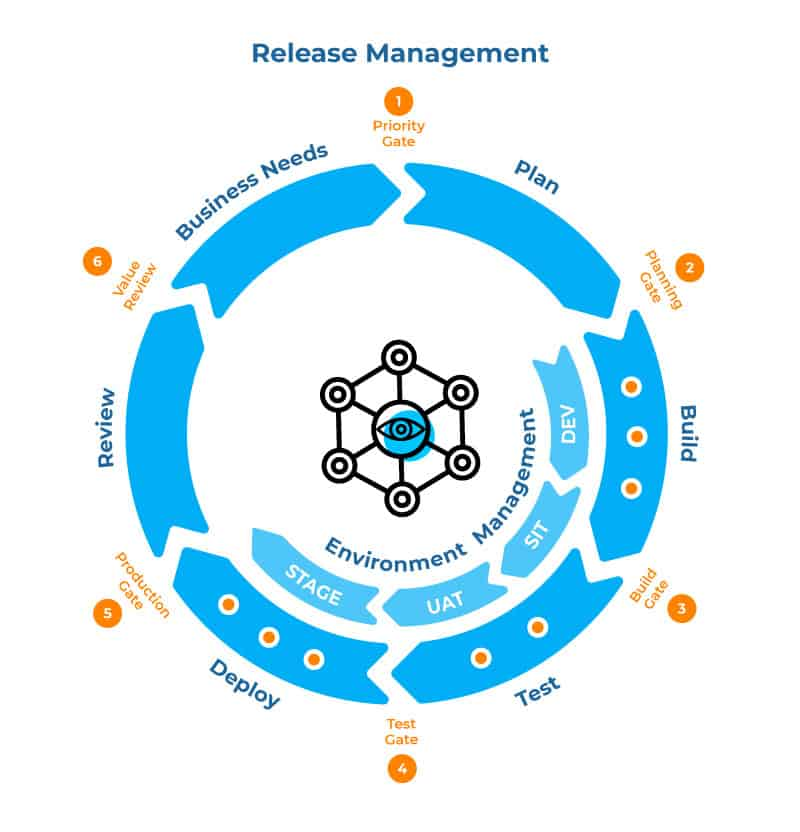 Release Management
1
Priority
Gate
Business Needs
Plan
6
Value
Review
2
Planning
Gate
Review
Build
DEV
SIT
UAT
STAGE
Environment Management
5
Production
Gate
3
Build
Gate
Deploy
Test
Test
Gate
4